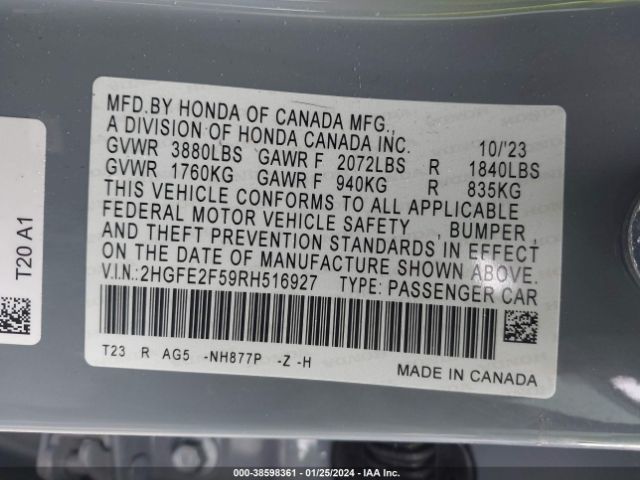 MFD.BY HONDA OF CANADA MFG.,
A DIVISION OF HONDA CANADA INC. 10/'23
GVWR 3880LBS GAWR F 2072LBS R 1840LBS
GVWR 1760KG GAWR F 940KG R 835KG
THIS VEHICLE CONFORMS TO ALL APPLICABLE
FEDERAL MOTOR VEHICLE SAFETY , BUMPER ,
AND THEFT PREVENTION STANDARDS IN EFFECT
ON THE DATE OF MANUFACTURE SHOWN ABOVE.
V.I.N.: 2HGFE2F59RH516927 TYPE: PASSENGER CAR
T23 R AG5 -NH877P -Z -H
MADE IN CANADA
T20 A1
000-38598361 - 01/25/2024 - IAA Inc.